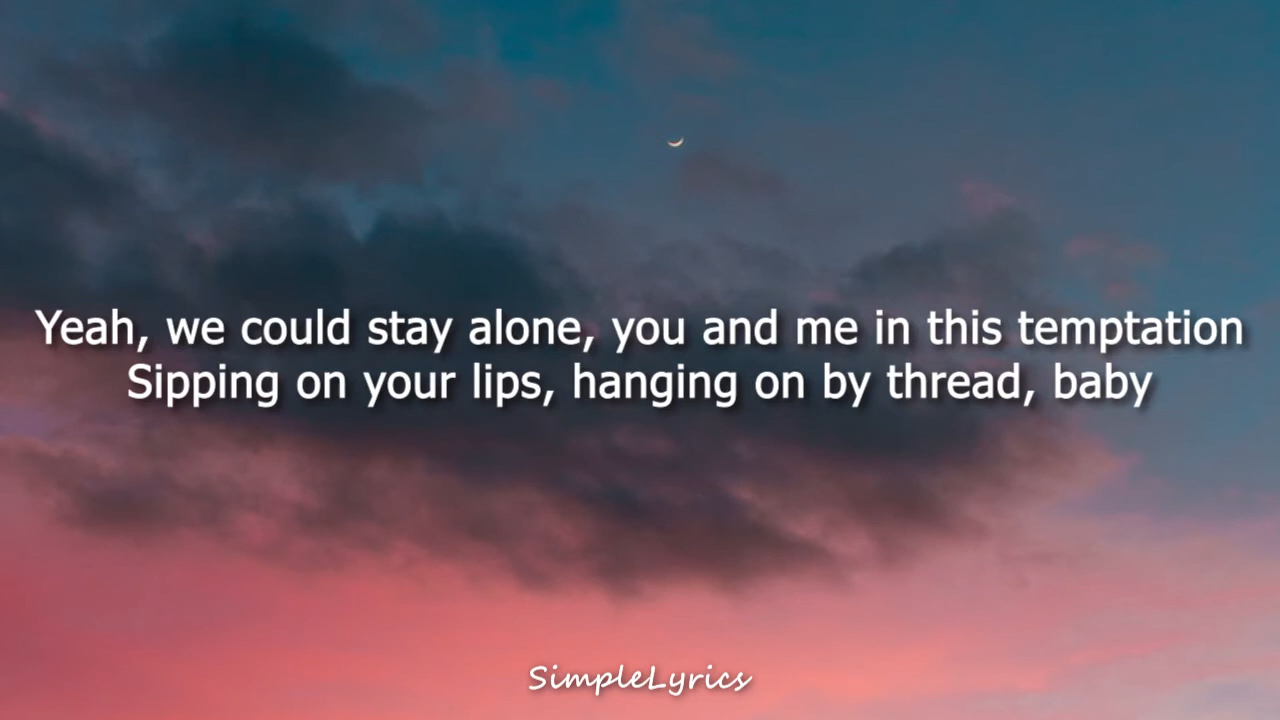 Yeah, we could stay alone, you and me in this temptation
Sipping on your lips, hanging on by thread, baby
SimpleLyrics